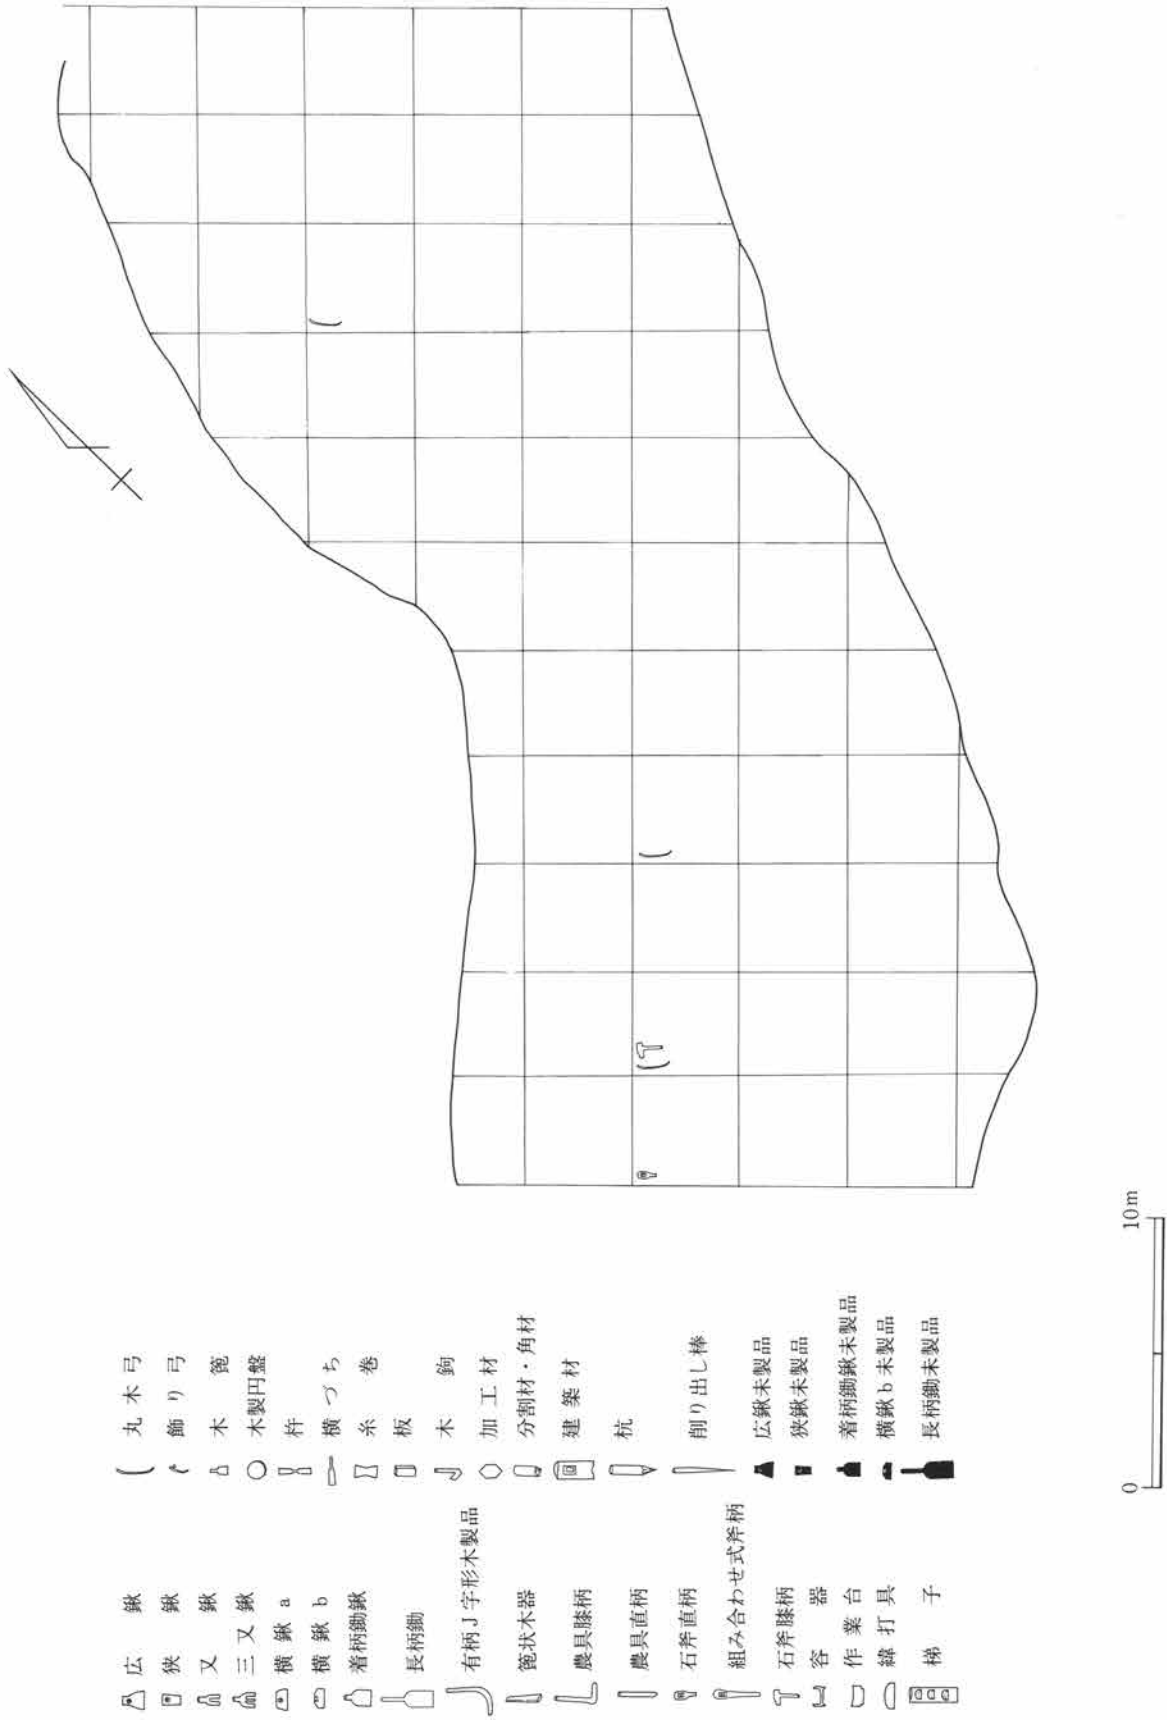 広鍬
狭鍬
又鍬
三又鍬
横鍬a
横鍬b
着柄鋤鍬
長柄鋤
有柄J字形木製品
篦状木器
農具膝柄
農具直柄
石斧直柄
組み合わせ式斧柄
石斧膝柄
容器
作業台
緯打具
梯子
丸木弓
飾り弓
木篦
木製円盤
杵
横づち
糸巻
板
木鉤
加工材
分割材・角材
建築材
杭
削り出し棒
広鍬未製品
狭鍬未製品
着柄鋤鍬未製品
横鍬b未製品
長柄鋤未製品
0 10m